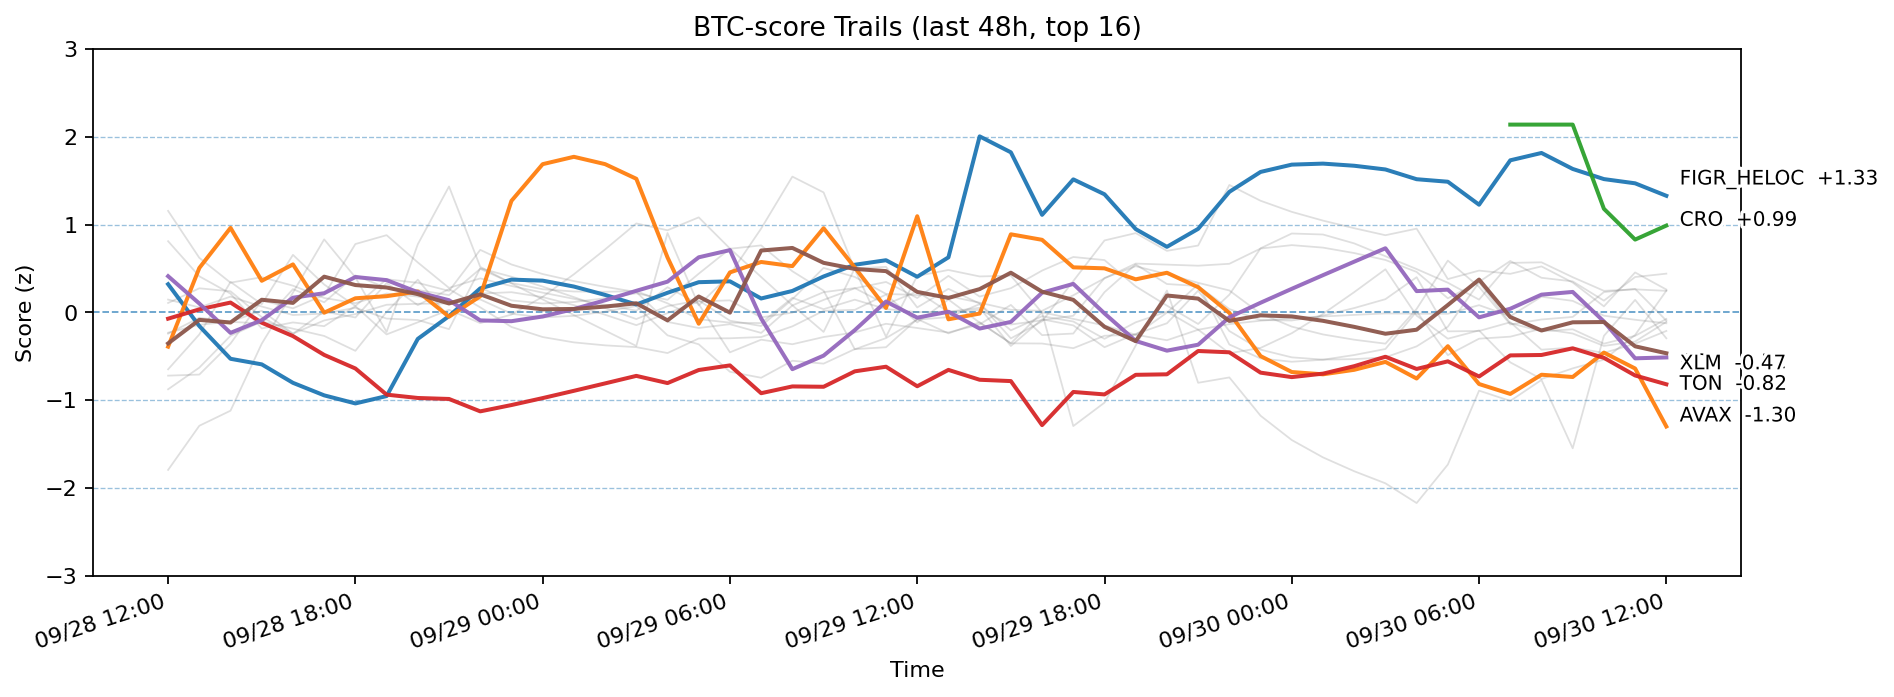 BTC-score Trails (last 48h, top 16)
3
2
1
0
−1
−2
−3
Score (z)
FIGR_HELOC +1.33
CRO +0.99
XLM -0.47
TON -0.82
AVAX -1.30
09/28 12:00
09/28 18:00
09/29 00:00
09/29 06:00
09/29 12:00
09/29 18:00
09/30 00:00
09/30 06:00
09/30 12:00
Time